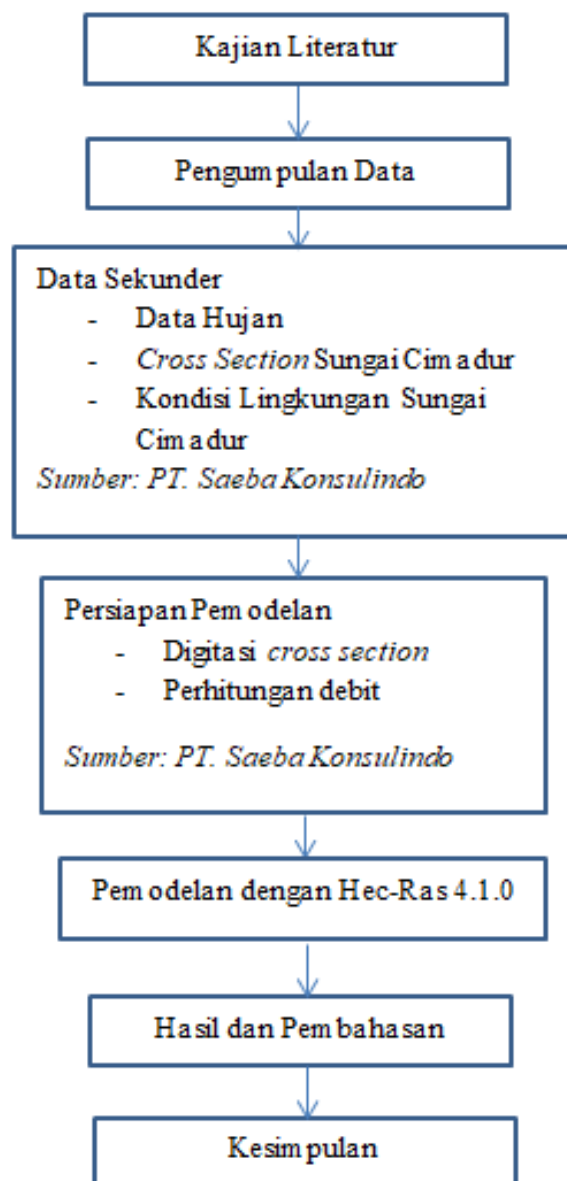 Kajian Literatur
Pengumpulan Data
Data Sekunder
- Data Hujan
- Cross Section Sungai Cimadur
- Kondisi Lingkungan Sungai
Cimadur
Sumber: PT. Saeba Konsulindo
Persiapan Pemodelan
- Digitasi cross section
- Perhitungan debit
Sumber: PT. Saeba Konsulindo
Pemodelan dengan Hec-Ras 4.1.0
Hasil dan Pembahasan
Kesimpulan